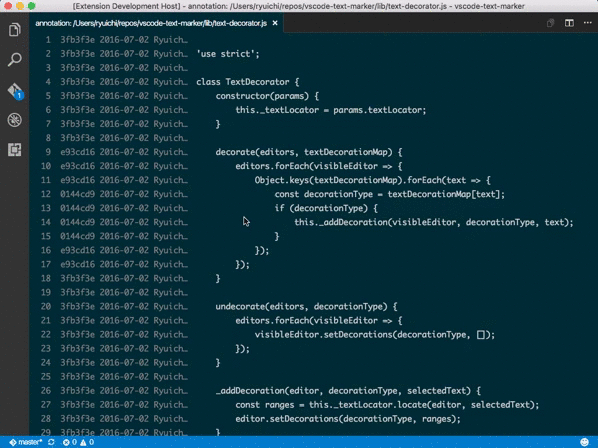 [Extension Development Host] - annotation: /Users/ryuichi/repos/vscode-text-marker/lib/text-decorator.js - vscode-text-marker
annotation: /Users/ryuichi/repos/vscode-text-marker/lib/text-decorator.js ×
1 3fb3f3e 2016-07-02 Ryuich…
2 3fb3f3e 2016-07-02 Ryuich… 'use strict';
3 3fb3f3e 2016-07-02 Ryuich…
4 3fb3f3e 2016-07-02 Ryuich… class TextDecorator {
5 3fb3f3e 2016-07-02 Ryuich… constructor(params) {
6 3fb3f3e 2016-07-02 Ryuich… this._textLocator = params.textLocator;
7 3fb3f3e 2016-07-02 Ryuich… }
8 3fb3f3e 2016-07-02 Ryuich…
9 e93cd16 2016-07-02 Ryuich… decorate(editors, textDecorationMap) {
10 e93cd16 2016-07-02 Ryuich… editors.forEach(visibleEditor => {
11 e93cd16 2016-07-02 Ryuich… Object.keys(textDecorationMap).forEach(text => {
12 0144cd9 2016-07-02 Ryuich… const decorationType = textDecorationMap[text];
13 0144cd9 2016-07-02 Ryuich… if (decorationType) {
14 0144cd9 2016-07-02 Ryuich… this._addDecoration(visibleEditor, decorationType, text);
15 0144cd9 2016-07-02 Ryuich… }
16 e93cd16 2016-07-02 Ryuich… });
17 e93cd16 2016-07-02 Ryuich… });
18 3fb3f3e 2016-07-02 Ryuich… }
19 3fb3f3e 2016-07-02 Ryuich…
20 3fb3f3e 2016-07-02 Ryuich… undecorate(editors, decorationType) {
21 3fb3f3e 2016-07-02 Ryuich… editors.forEach(visibleEditor => {
22 3fb3f3e 2016-07-02 Ryuich… visibleEditor.setDecorations(decorationType, []);
23 3fb3f3e 2016-07-02 Ryuich… });
24 3fb3f3e 2016-07-02 Ryuich… }
25 3fb3f3e 2016-07-02 Ryuich…
26 3fb3f3e 2016-07-02 Ryuich… _addDecoration(editor, decorationType, selectedText) {
27 3fb3f3e 2016-07-02 Ryuich… const ranges = this._textLocator.locate(editor, selectedText);
28 3fb3f3e 2016-07-02 Ryuich… editor.setDecorations(decorationType, ranges);
29 3fb3f3e 2016-07-02 Ryuich… }
1
master* 0 0